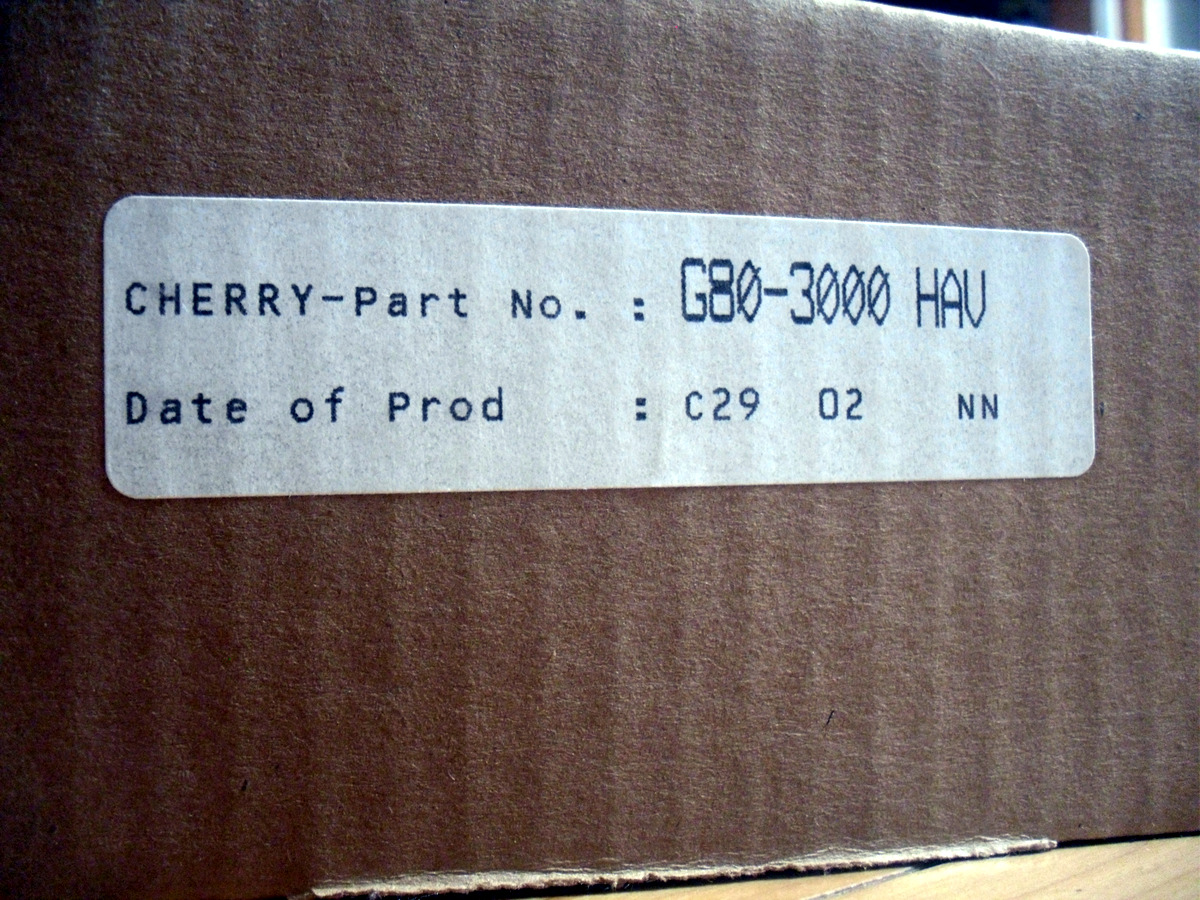 CHERRY-Part No. : G80-3000 HAV
Date of Prod : C29 02 NN